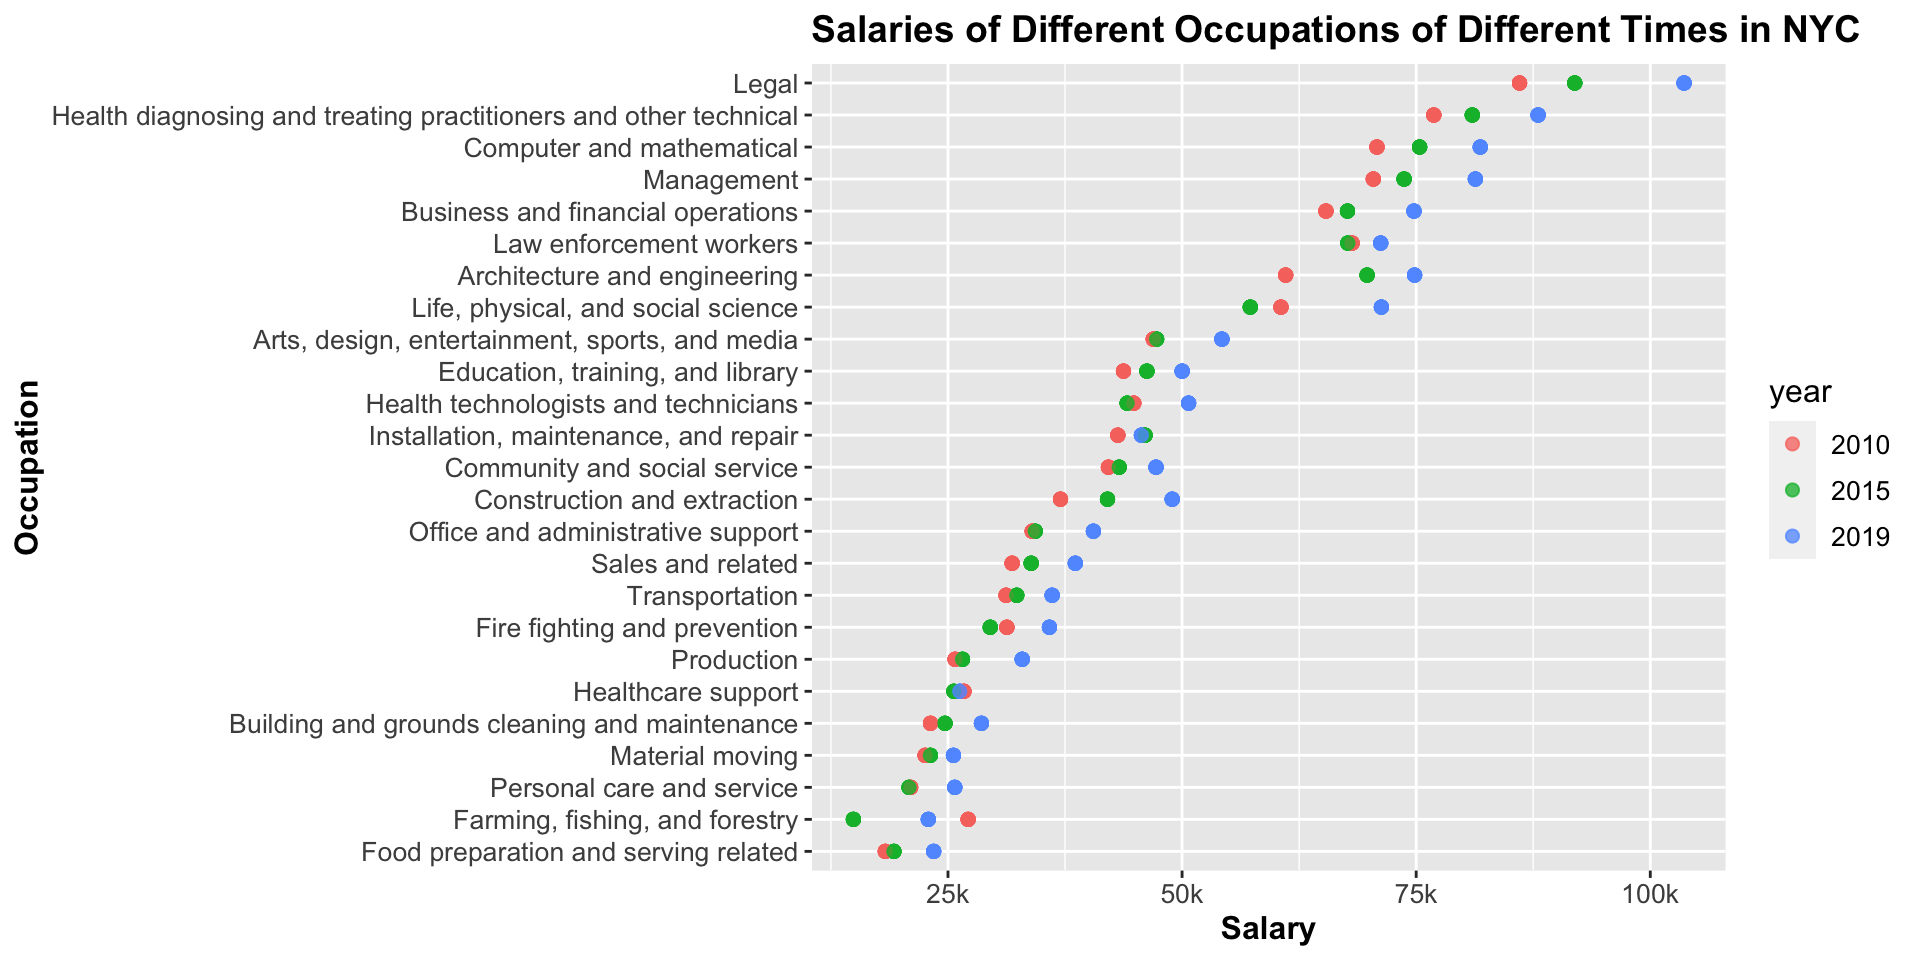 Salaries of Different Occupations of Different Times in NYC
Legal
Health diagnosing and treating practitioners and other technical
Computer and mathematical
Management
Business and financial operations
Law enforcement workers
Architecture and engineering
Life, physical, and social science
Arts, design, entertainment, sports, and media
Education, training, and library
Health technologists and technicians
Installation, maintenance, and repair
Community and social service
Construction and extraction
Office and administrative support
Sales and related
Transportation
Fire fighting and prevention
Production
Healthcare support
Building and grounds cleaning and maintenance
Material moving
Personal care and service
Farming, fishing, and forestry
Food preparation and serving related
Occupation
25k 50k 75k 100k
Salary
year
2010
2015
2019